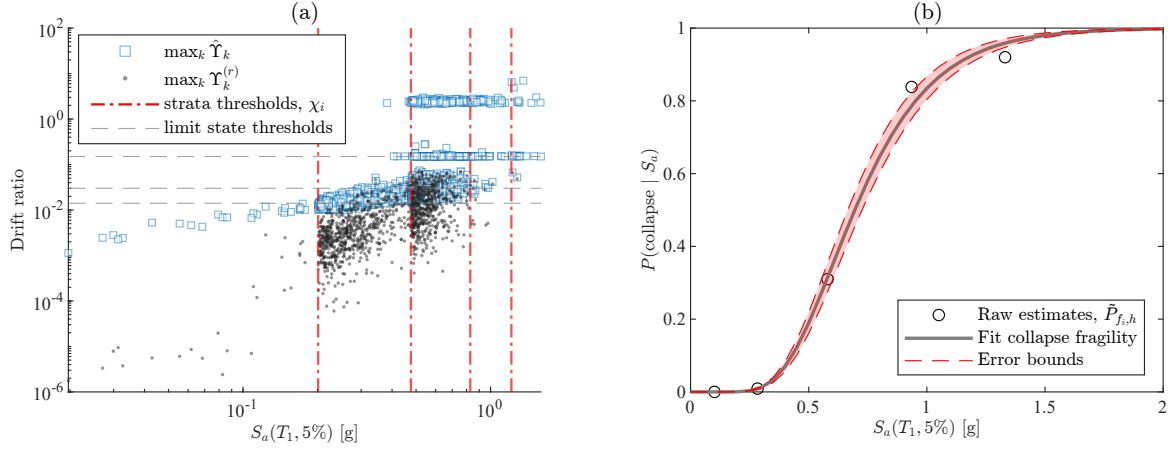 (a)
10^2
10^0
10^-2
10^-4
10^-6
Drift ratio
max_k Υ̂_k
max_k Υ_k^(r)
strata thresholds, χ_i
limit state thresholds
10^-1
10^0
S_a(T_1, 5%) [g]
(b)
1
0.8
0.6
0.4
0.2
0
P(collapse | S_a)
Raw estimates, P̃_{f_i,h}
Fit collapse fragility
Error bounds
0
0.5
1
1.5
2
S_a(T_1, 5%) [g]